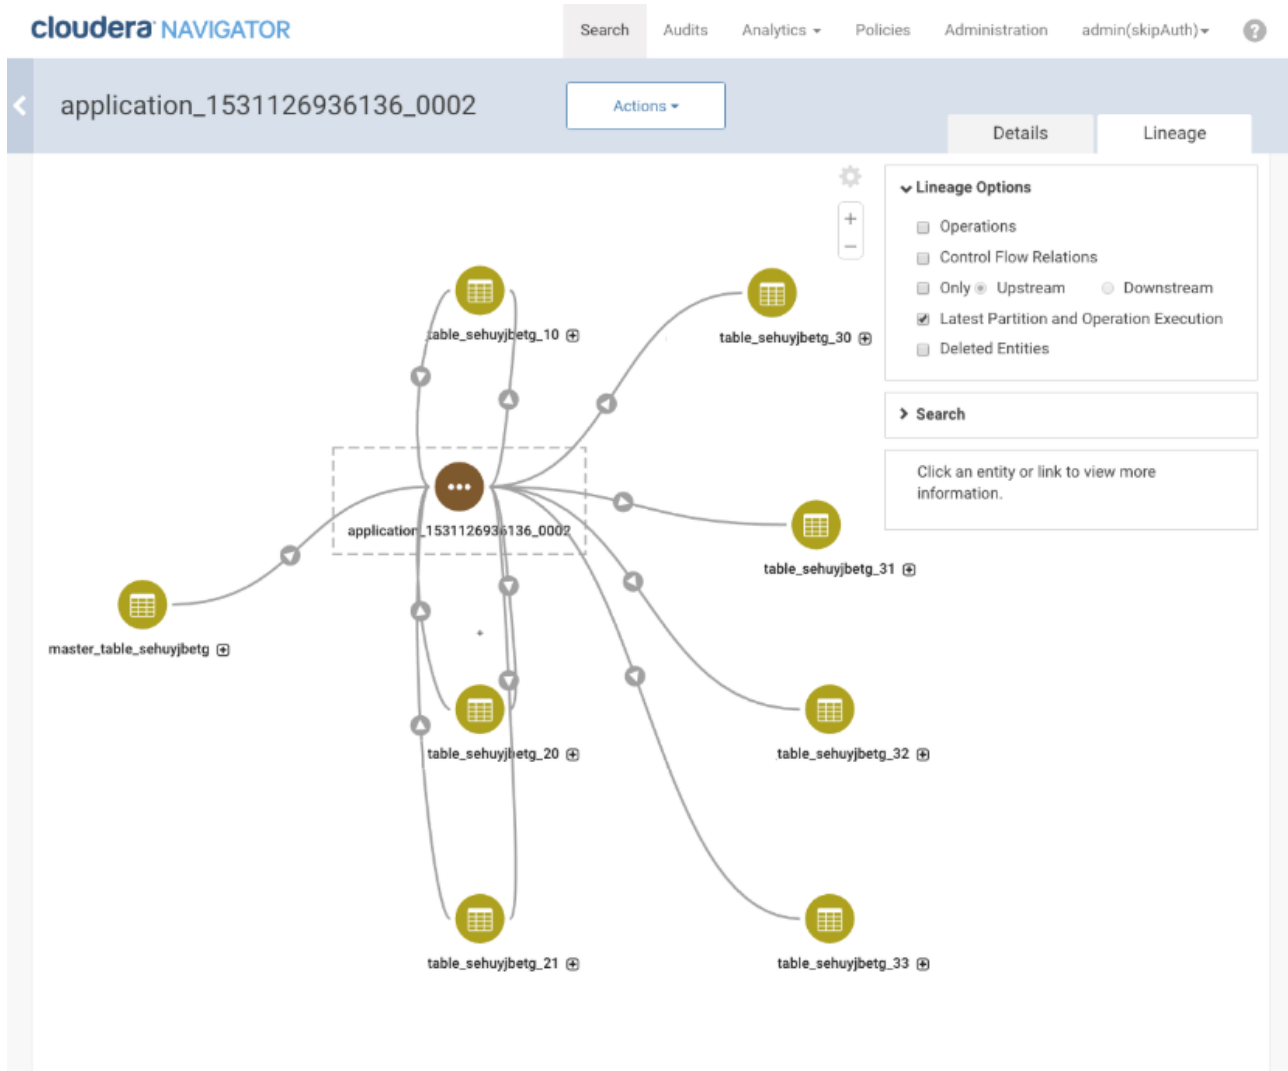 cloudera NAVIGATOR
Search Audits Analytics Policies Administration admin(skipAuth) ?
application_1531126936136_0002
Actions
Details Lineage
Lineage Options
Operations
Control Flow Relations
Only Upstream Downstream
Latest Partition and Operation Execution
Deleted Entities
Search
Click an entity or link to view more
information.
table_sehuyjbetg_10
table_sehuyjbetg_30
application_1531126936136_0002
table_sehuyjbetg_31
master_table_sehuyjbetg
table_sehuyjbetg_20
table_sehuyjbetg_32
table_sehuyjbetg_21
table_sehuyjbetg_33